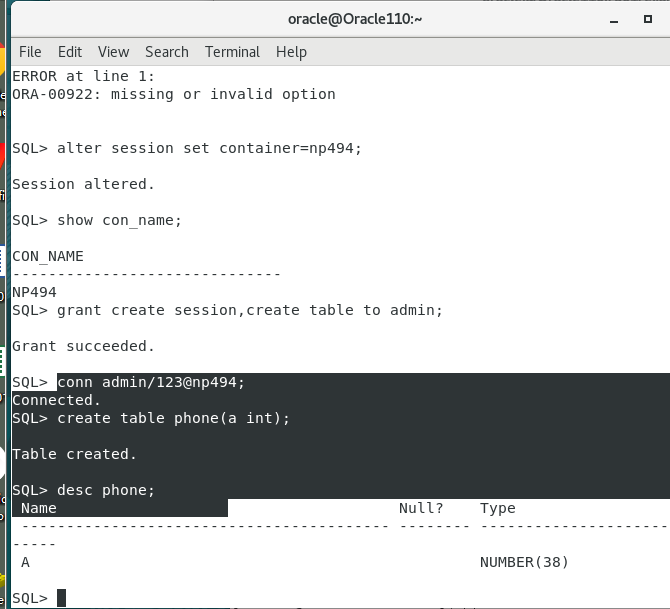 oracle@Oracle110:~
File Edit View Search Terminal Help
ERROR at line 1:
ORA-00922: missing or invalid option
SQL> alter session set container=np494;
Session altered.
SQL> show con_name;
CON_NAME
------------------------------
NP494
SQL> grant create session,create table to admin;
Grant succeeded.
SQL> conn admin/123@np494;
Connected.
SQL> create table phone(a int);
Table created.
SQL> desc phone;
Name Null? Type
----------------------------------------- -------- ---------------------
-----
A NUMBER(38)
SQL>